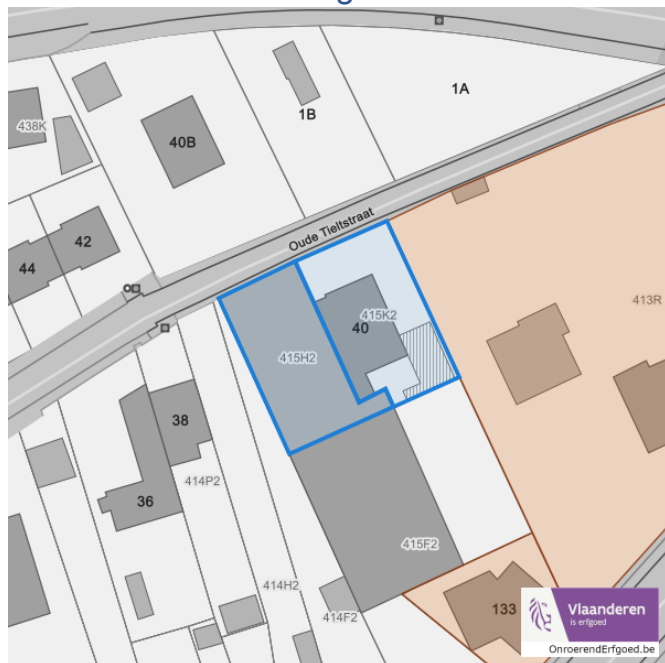 1A
1B
438K
40B
Oude Tieltstraat
42
44
413R
415K2
40
415H2
38
414P2
36
415F2
414H2
414F2
133
Vlaanderen
is erfgoed
OnroerendErfgoed.be